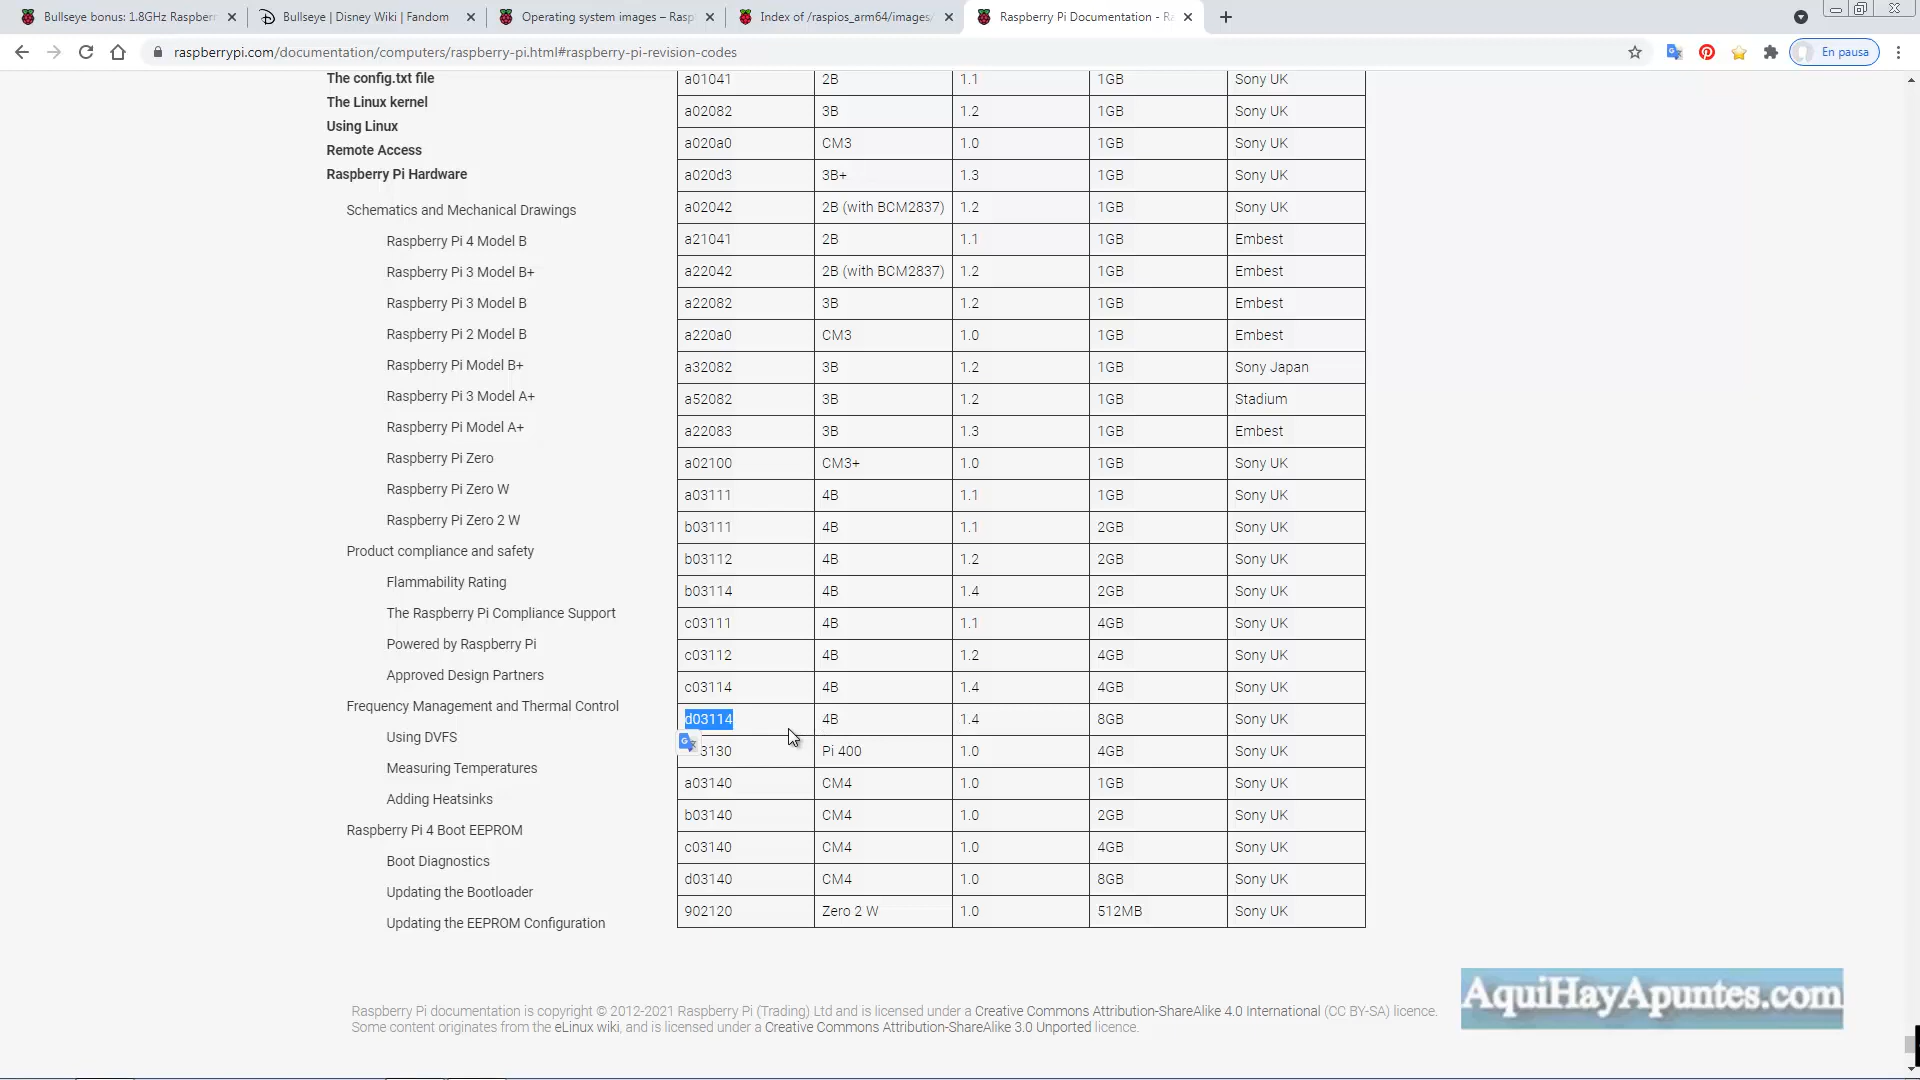 Bullseye bonus: 1.8GHz Raspberr
Bullseye | Disney Wiki | Fandom
Operating system images – Rasp
Index of /raspios_arm64/images/
Raspberry Pi Documentation - Ra
raspberrypi.com/documentation/computers/raspberry-pi.html#raspberry-pi-revision-codes
En pausa
The config.txt file
The Linux kernel
Using Linux
Remote Access
Raspberry Pi Hardware
Schematics and Mechanical Drawings
Raspberry Pi 4 Model B
Raspberry Pi 3 Model B+
Raspberry Pi 3 Model B
Raspberry Pi 2 Model B
Raspberry Pi Model B+
Raspberry Pi 3 Model A+
Raspberry Pi Model A+
Raspberry Pi Zero
Raspberry Pi Zero W
Raspberry Pi Zero 2 W
Product compliance and safety
Flammability Rating
The Raspberry Pi Compliance Support
Powered by Raspberry Pi
Approved Design Partners
Frequency Management and Thermal Control
Using DVFS
Measuring Temperatures
Adding Heatsinks
Raspberry Pi 4 Boot EEPROM
Boot Diagnostics
Updating the Bootloader
Updating the EEPROM Configuration
a01041 2B 1.1 1GB Sony UK
a02082 3B 1.2 1GB Sony UK
a020a0 CM3 1.0 1GB Sony UK
a020d3 3B+ 1.3 1GB Sony UK
a02042 2B (with BCM2837) 1.2 1GB Sony UK
a21041 2B 1.1 1GB Embest
a22042 2B (with BCM2837) 1.2 1GB Embest
a22082 3B 1.2 1GB Embest
a220a0 CM3 1.0 1GB Embest
a32082 3B 1.2 1GB Sony Japan
a52082 3B 1.2 1GB Stadium
a22083 3B 1.3 1GB Embest
a02100 CM3+ 1.0 1GB Sony UK
a03111 4B 1.1 1GB Sony UK
b03111 4B 1.1 2GB Sony UK
b03112 4B 1.2 2GB Sony UK
b03114 4B 1.4 2GB Sony UK
c03111 4B 1.1 4GB Sony UK
c03112 4B 1.2 4GB Sony UK
c03114 4B 1.4 4GB Sony UK
d03114 4B 1.4 8GB Sony UK
3130 Pi 400 1.0 4GB Sony UK
a03140 CM4 1.0 1GB Sony UK
b03140 CM4 1.0 2GB Sony UK
c03140 CM4 1.0 4GB Sony UK
d03140 CM4 1.0 8GB Sony UK
902120 Zero 2 W 1.0 512MB Sony UK
Raspberry Pi documentation is copyright © 2012-2021 Raspberry Pi (Trading) Ltd and is licensed under a Creative Commons Attribution-ShareAlike 4.0 International (CC BY-SA) licence.
Some content originates from the eLinux wiki, and is licensed under a Creative Commons Attribution-ShareAlike 3.0 Unported licence.
AquiHayApuntes.com